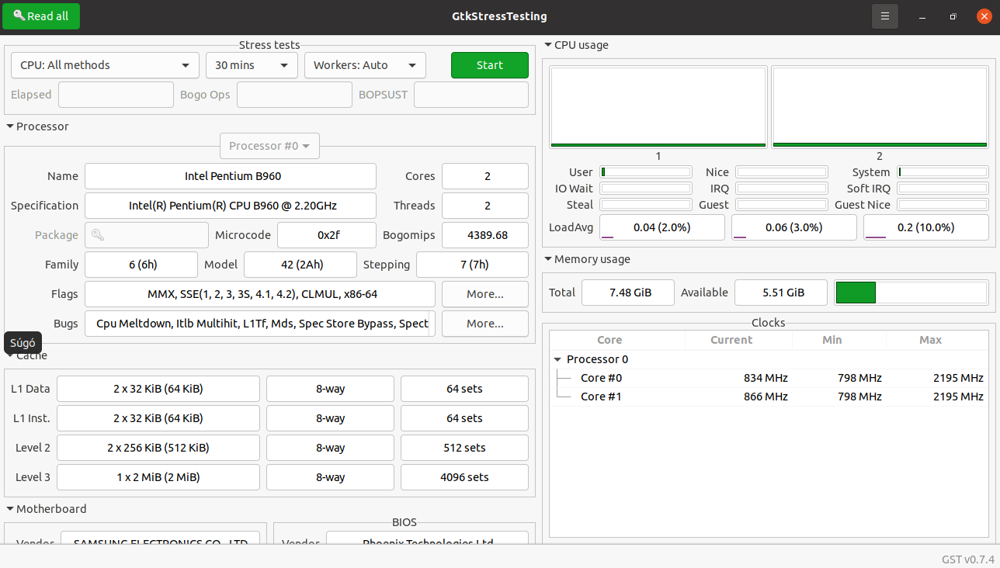 Read all
GtkStressTesting
Stress tests
CPU: All methods
30 mins
Workers: Auto
Start
Elapsed
Bogo Ops
BOPSUST
Processor
Processor #0
Name
Intel Pentium B960
Cores
2
Specification
Intel(R) Pentium(R) CPU B960 @ 2.20GHz
Threads
2
Package
Microcode
0x2f
Bogomips
4389.68
Family
6 (6h)
Model
42 (2Ah)
Stepping
7 (7h)
Flags
MMX, SSE(1, 2, 3, 3S, 4.1, 4.2), CLMUL, x86-64
More...
Bugs
Cpu Meltdown, Itlb Multihit, L1Tf, Mds, Spec Store Bypass, Spect
More...
Súgó
Cache
L1 Data
2 x 32 KiB (64 KiB)
8-way
64 sets
L1 Inst.
2 x 32 KiB (64 KiB)
8-way
64 sets
Level 2
2 x 256 KiB (512 KiB)
8-way
512 sets
Level 3
1 x 2 MiB (2 MiB)
8-way
4096 sets
Motherboard
Vendor
SAMSUNG ELECTRONICS CO., LTD.
BIOS
Vendor
Phoenix Technologies Ltd.
CPU usage
1
2
User
Nice
System
IO Wait
IRQ
Soft IRQ
Steal
Guest
Guest Nice
LoadAvg
0.04 (2.0%)
0.06 (3.0%)
0.2 (10.0%)
Memory usage
Total
7.48 GiB
Available
5.51 GiB
Clocks
Core Current Min Max
Processor 0
Core #0 834 MHz 798 MHz 2195 MHz
Core #1 866 MHz 798 MHz 2195 MHz
GST v0.7.4